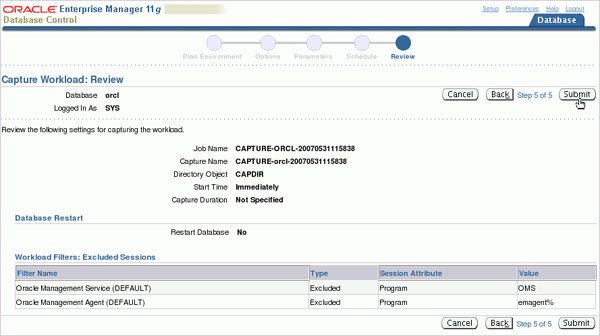 ORACLE Enterprise Manager 11g
Database Control
Setup Preferences Help Logout
Database
Plan Environment Options Parameters Schedule Review
Capture Workload: Review
Database orcl
Logged In As SYS
Cancel Back Step 5 of 5 Submit
Review the following settings for capturing the workload.
Job Name CAPTURE-ORCL-20070531115838
Capture Name CAPTURE-orcl-20070531115838
Directory Object CAPDIR
Start Time Immediately
Capture Duration Not Specified
Database Restart
Restart Database No
Workload Filters: Excluded Sessions
Filter Name Type Session Attribute Value
Oracle Management Service (DEFAULT) Excluded Program OMS
Oracle Management Agent (DEFAULT) Excluded Program emagent%
Cancel Back Step 5 of 5 Submit